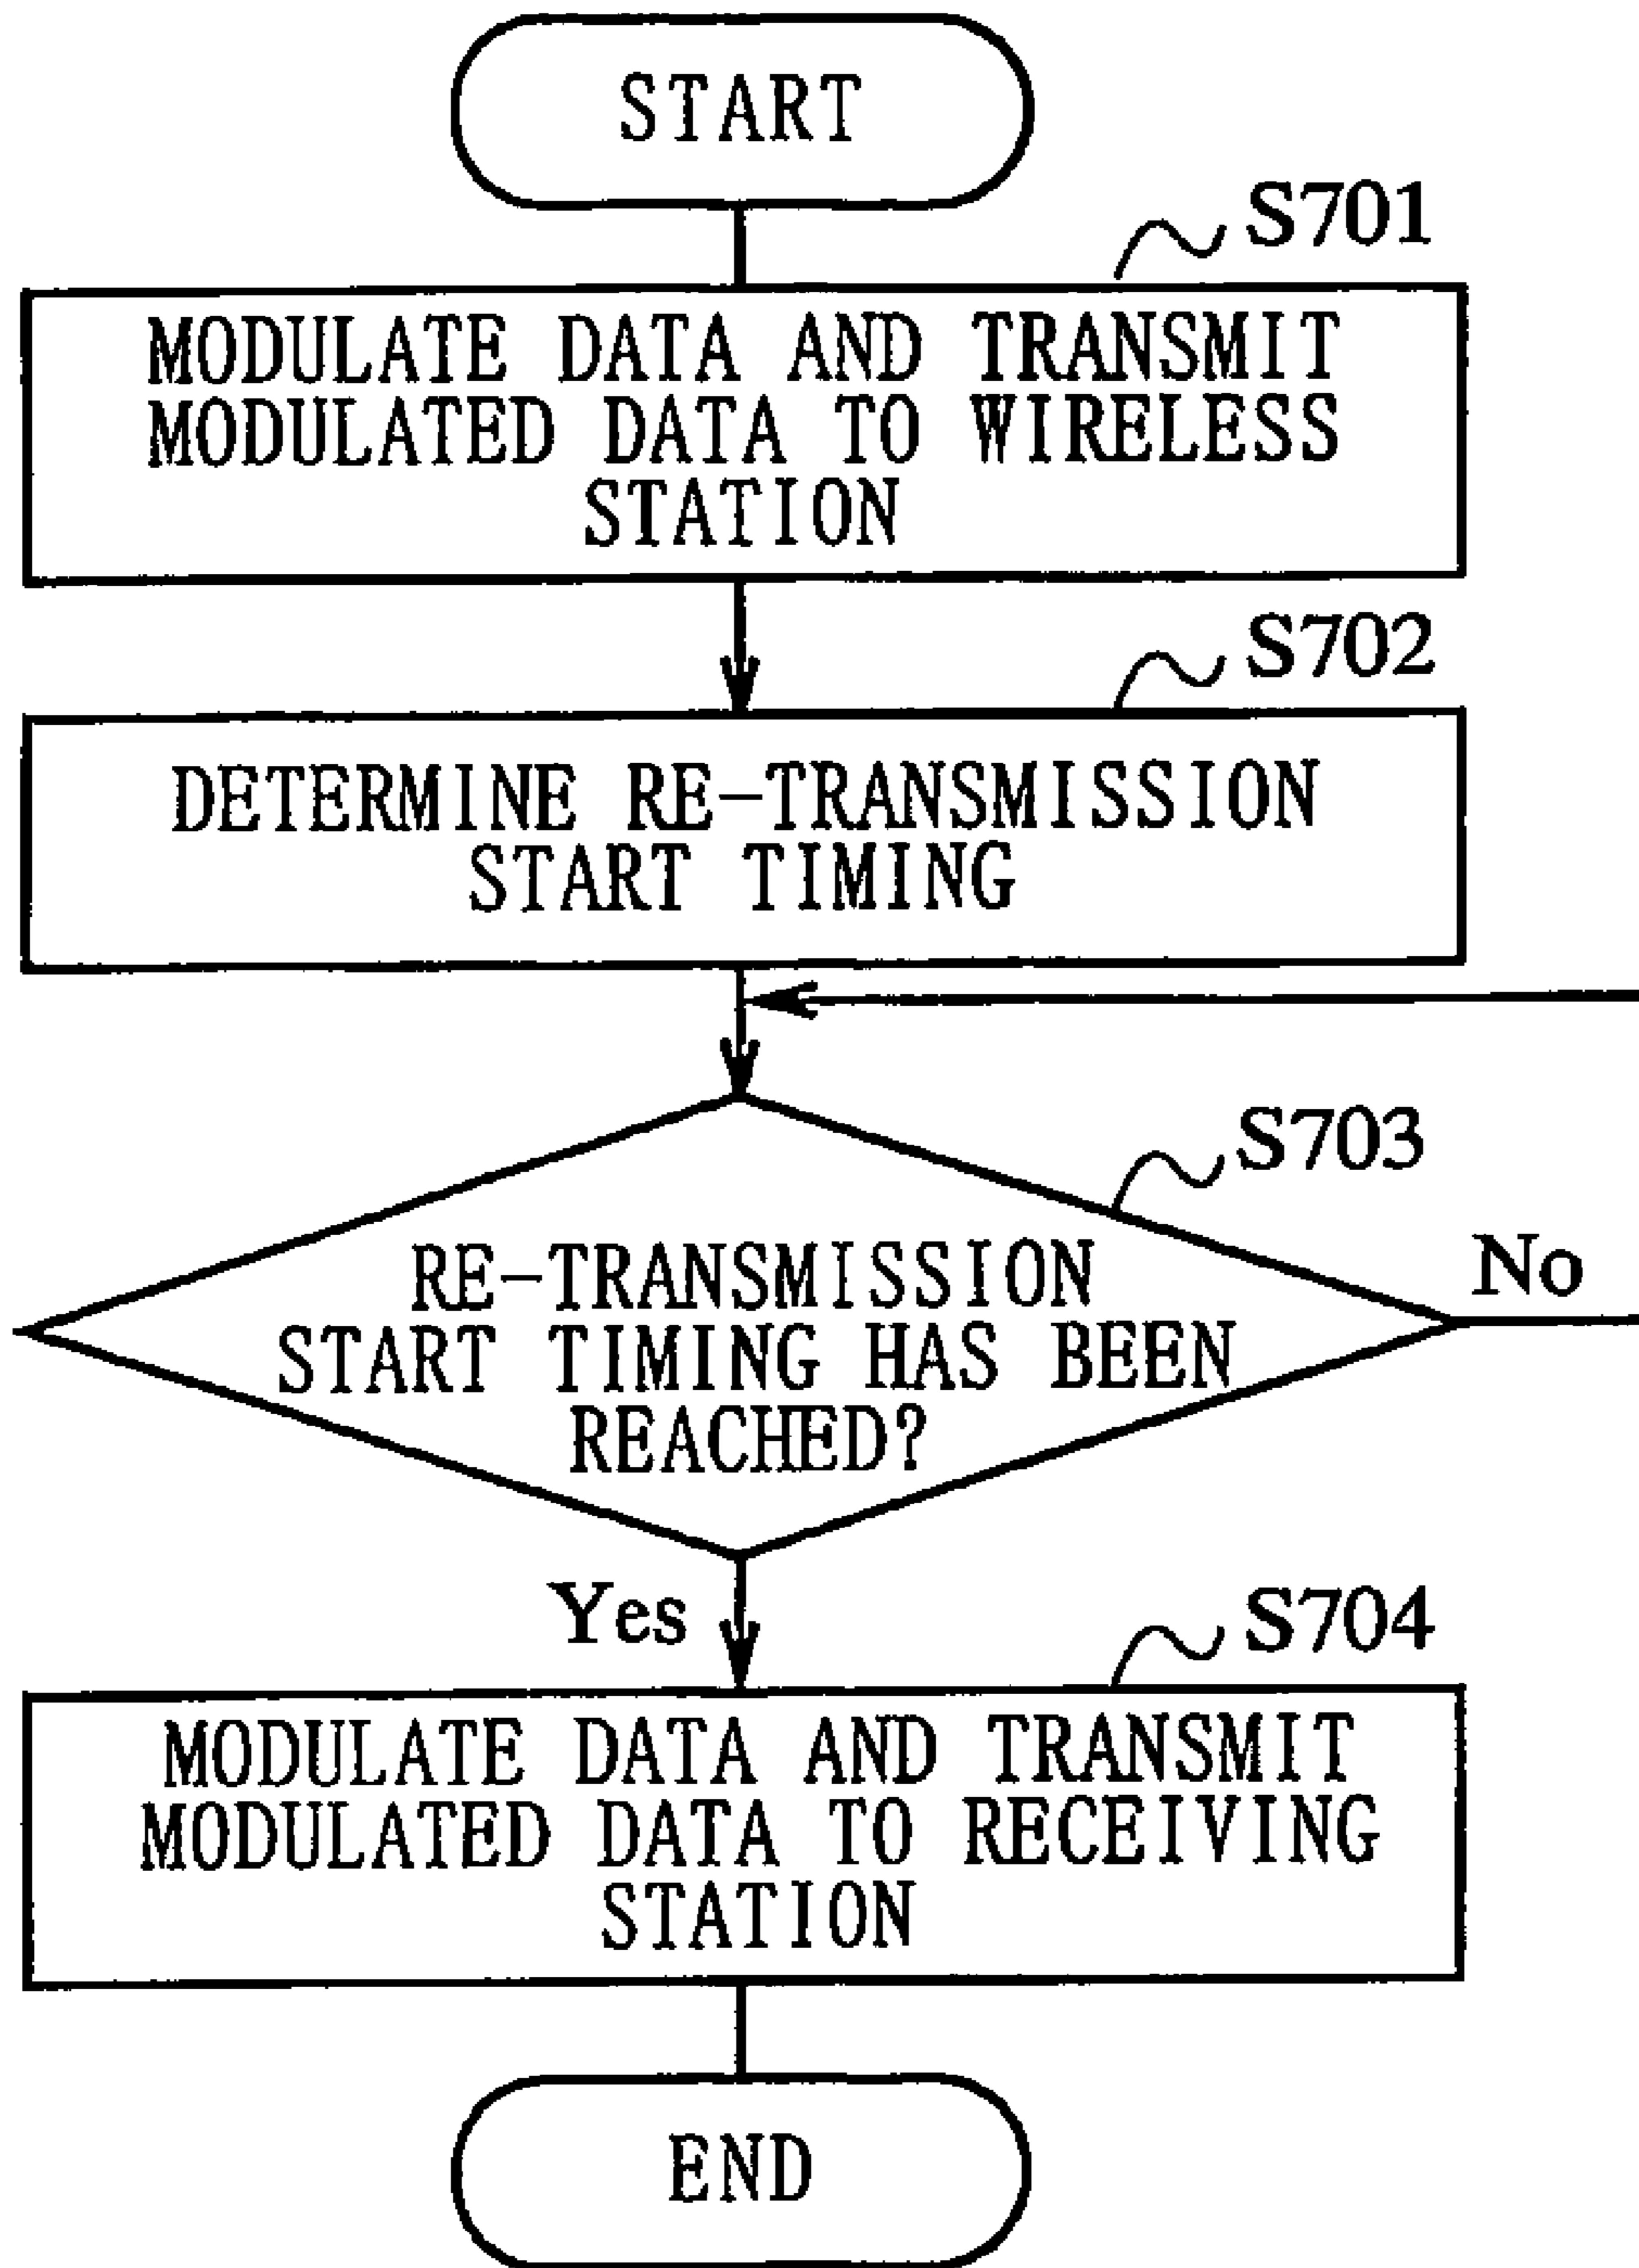 START
S701
MODULATE DATA AND TRANSMIT
MODULATED DATA TO WIRELESS
STATION
S702
DETERMINE RE-TRANSMISSION
START TIMING
S703
RE-TRANSMISSION
START TIMING HAS BEEN
REACHED?
No
Yes
S704
MODULATE DATA AND TRANSMIT
MODULATED DATA TO RECEIVING
STATION
END